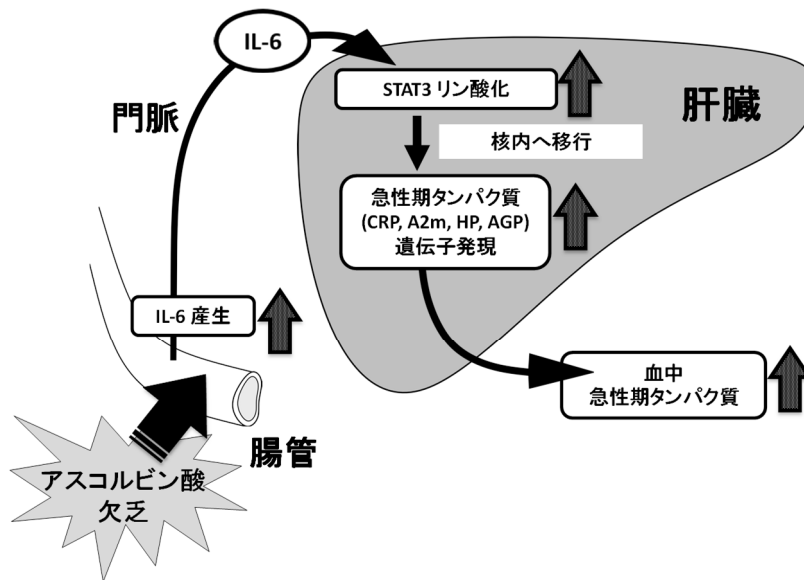 IL-6
門脈
STAT3 リン酸化
肝臓
核内へ移行
急性期タンパク質
(CRP, A2m, HP, AGP)
遺伝子発現
IL-6 産生
血中
急性期タンパク質
腸管
アスコルビン酸
欠乏